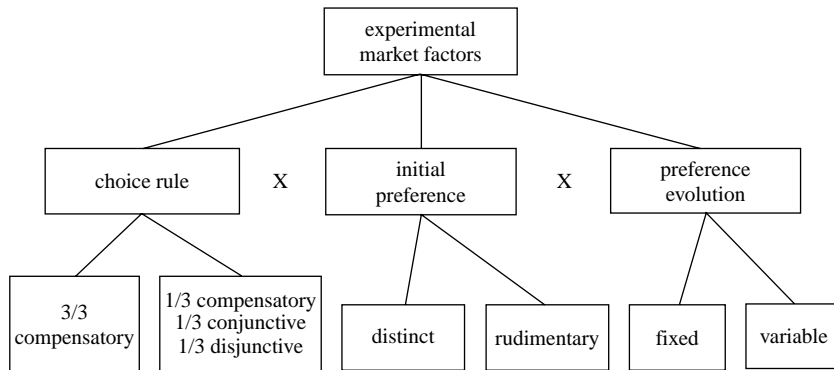 experimental
market factors
choice rule
X
initial
preference
X
preference
evolution
3/3
compensatory
1/3 compensatory
1/3 conjunctive
1/3 disjunctive
distinct
rudimentary
fixed
variable